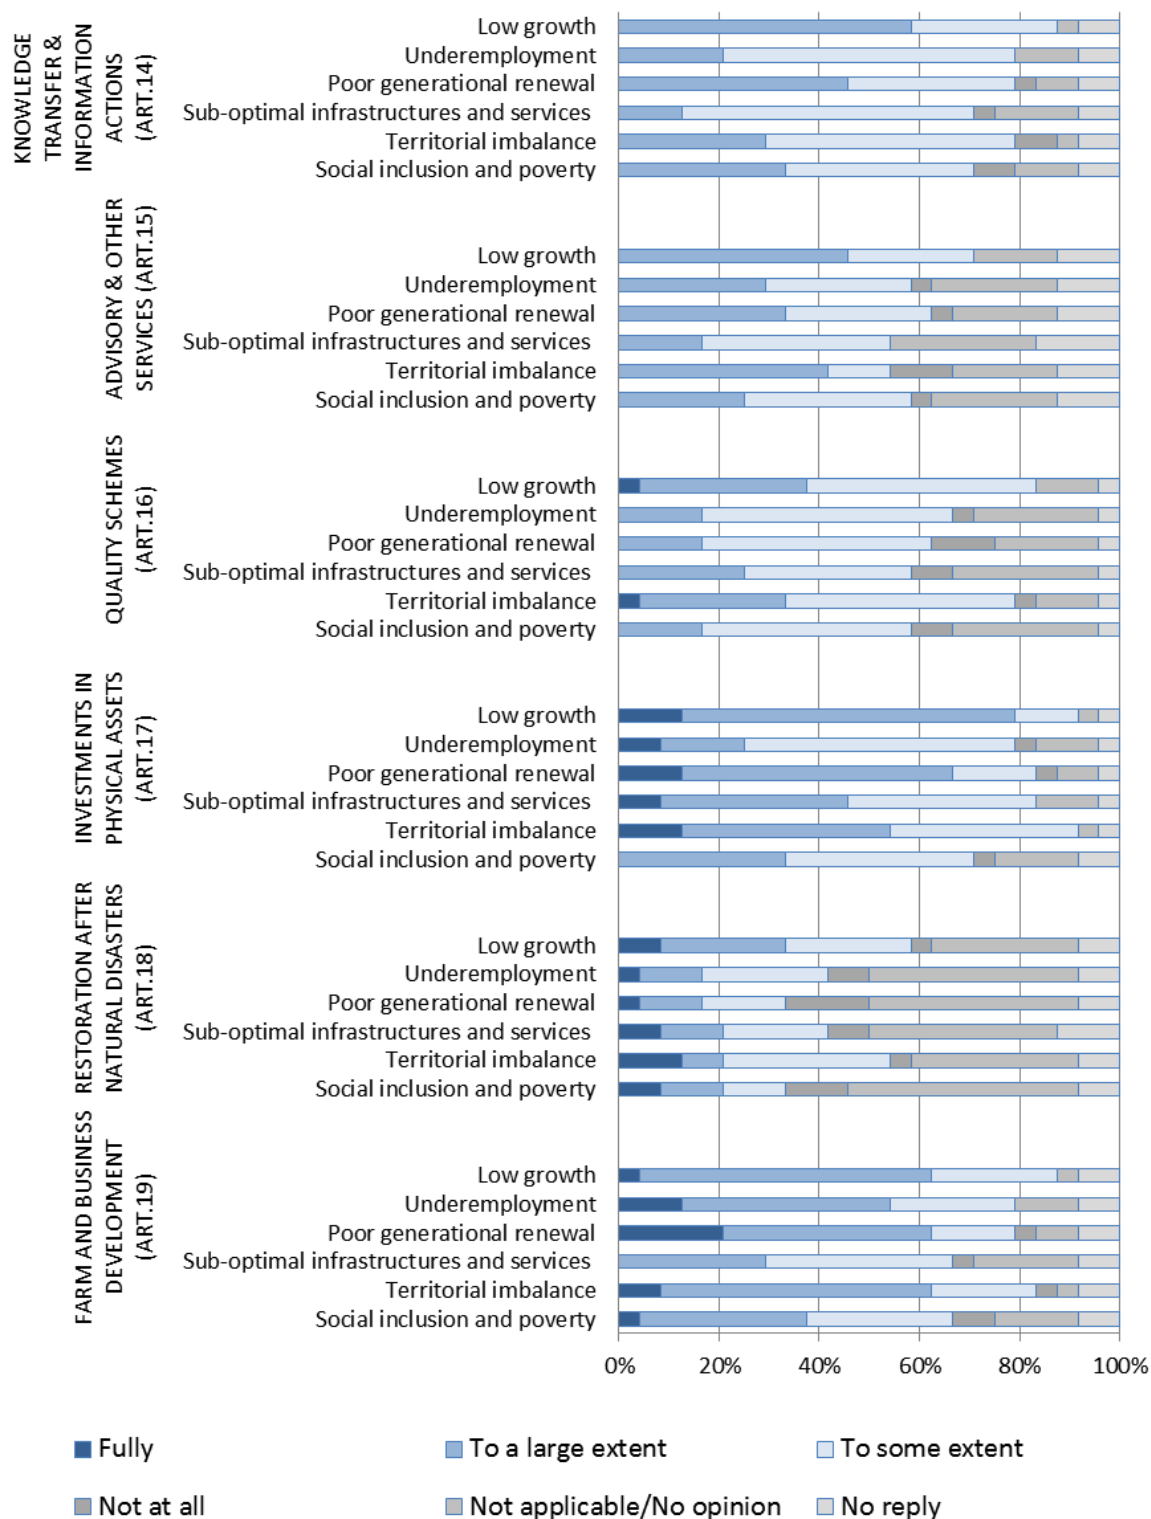 KNOWLEDGE
TRANSFER &
INFORMATION
ACTIONS
(ART.14)
Low growth
Underemployment
Poor generational renewal
Sub-optimal infrastructures and services
Territorial imbalance
Social inclusion and poverty
ADVISORY & OTHER
SERVICES (ART.15)
Low growth
Underemployment
Poor generational renewal
Sub-optimal infrastructures and services
Territorial imbalance
Social inclusion and poverty
QUALITY SCHEMES
(ART.16)
Low growth
Underemployment
Poor generational renewal
Sub-optimal infrastructures and services
Territorial imbalance
Social inclusion and poverty
INVESTMENTS IN
PHYSICAL ASSETS
(ART.17)
Low growth
Underemployment
Poor generational renewal
Sub-optimal infrastructures and services
Territorial imbalance
Social inclusion and poverty
RESTORATION AFTER
NATURAL DISASTERS
(ART.18)
Low growth
Underemployment
Poor generational renewal
Sub-optimal infrastructures and services
Territorial imbalance
Social inclusion and poverty
FARM AND BUSINESS
DEVELOPMENT
(ART.19)
Low growth
Underemployment
Poor generational renewal
Sub-optimal infrastructures and services
Territorial imbalance
Social inclusion and poverty
0% 20% 40% 60% 80% 100%
Fully To a large extent To some extent
Not at all Not applicable/No opinion No reply